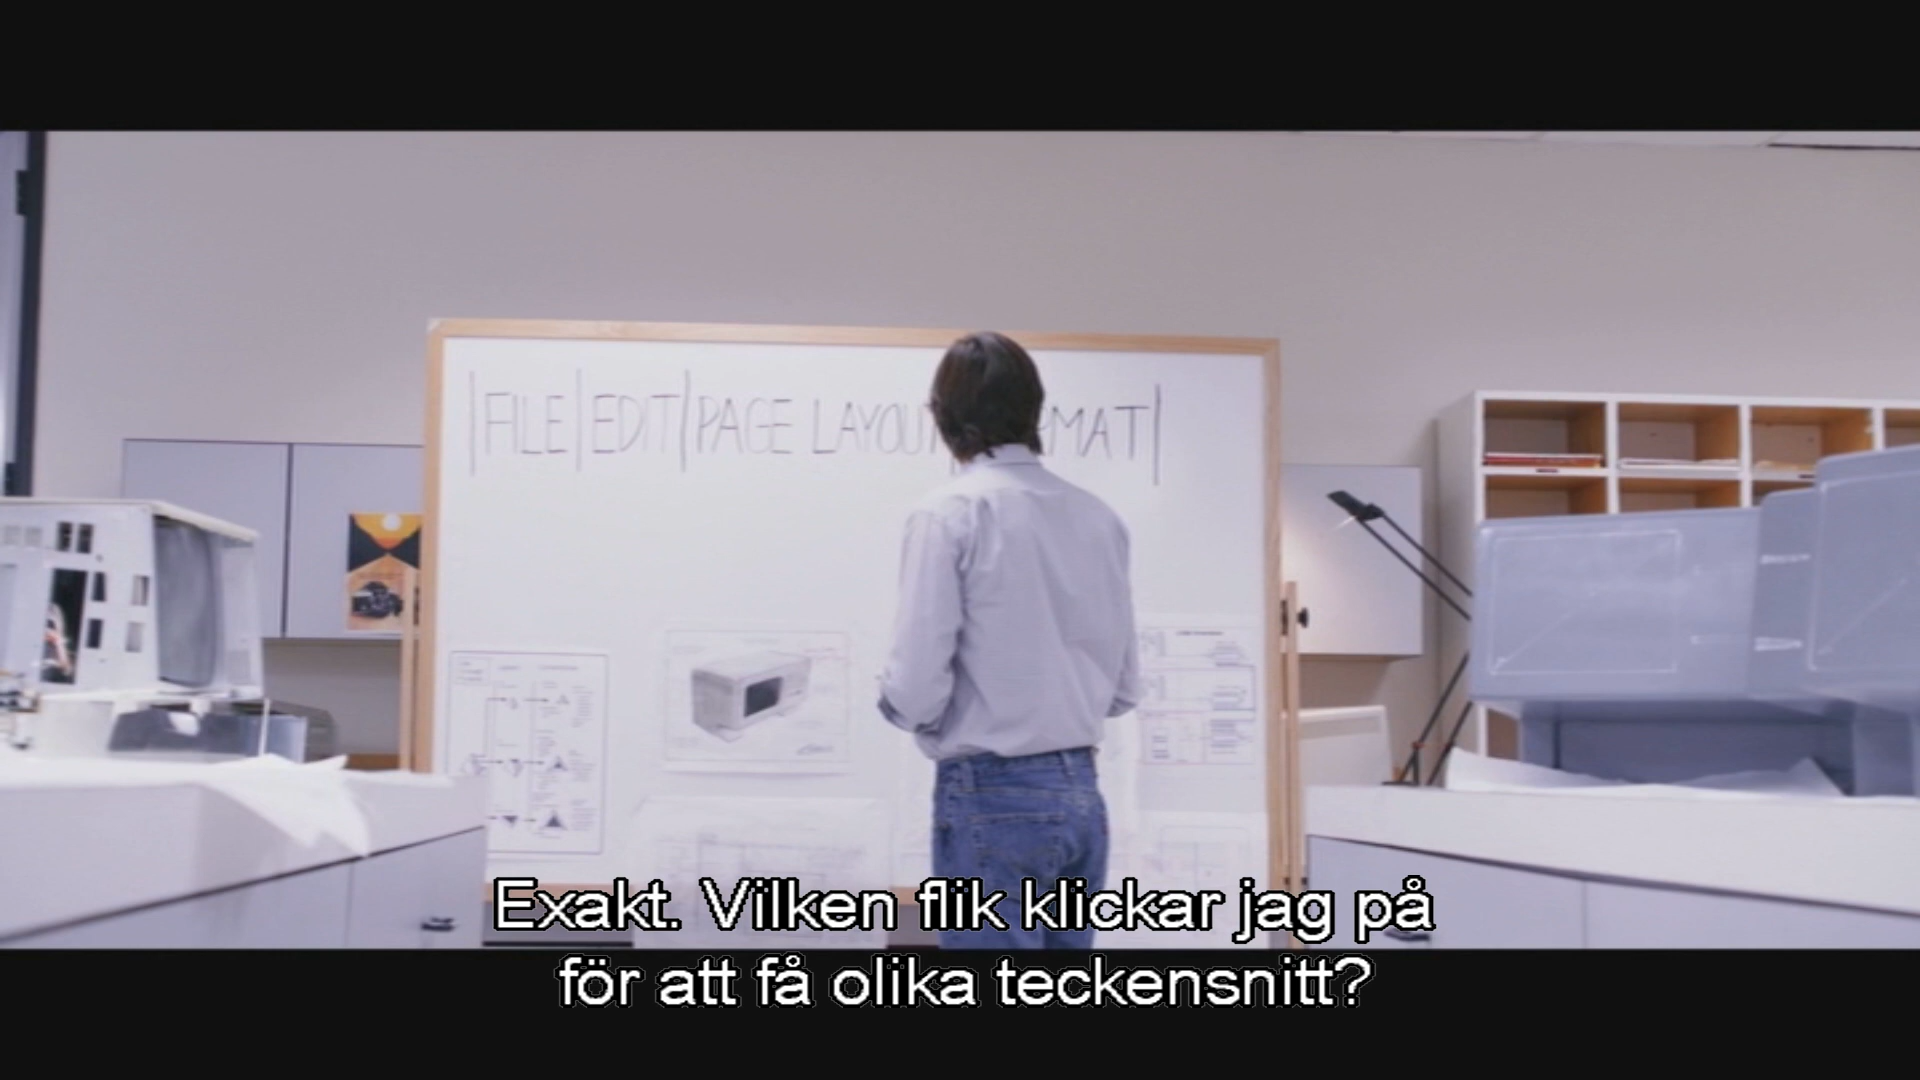 |FILE|EDIT|PAGE LAYOUT
Exakt. Vilken flik klickar jag på
för att få olika teckensnitt?